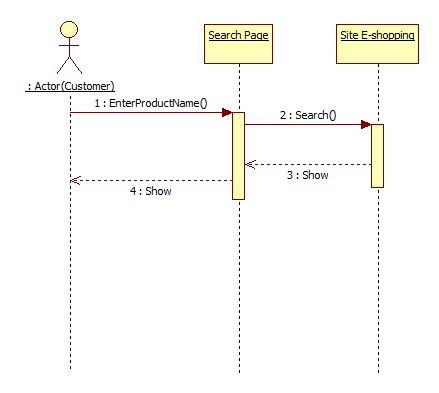 Search Page
Site E-shopping
: Actor(Customer)
1 : EnterProductName()
2 : Search()
3 : Show
4 : Show